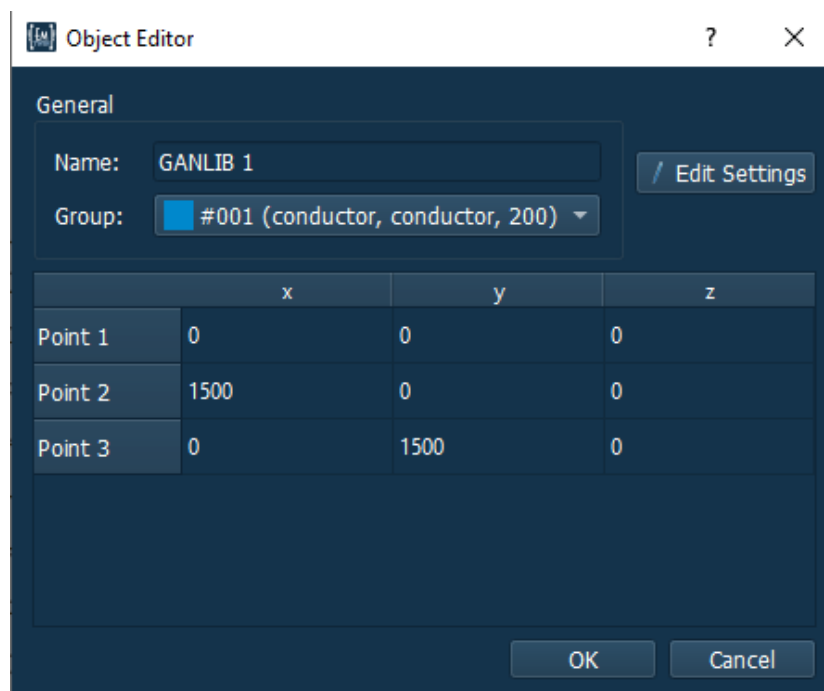 Object Editor ? ×
General
Name: GANLIB 1
Edit Settings
Group: #001 (conductor, conductor, 200)
x y z
Point 1 0 0 0
Point 2 1500 0 0
Point 3 0 1500 0
OK Cancel